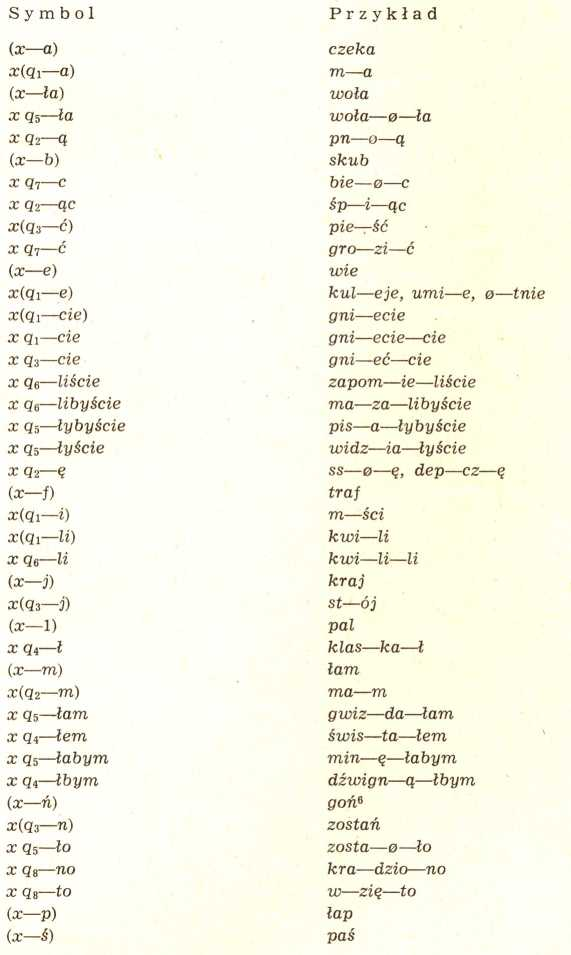 Symbol Przykład
(x—a) czeka
x(q₁—a) m—a
(x—ła) woła
x q₅—ła woła—ø—ła
x q₂—ą pn—o—ą
(x—b) skub
x q₇—c bie—ø—c
x q₂—ąc śp—i—ąc
x(q₃—ć) pie—ść
x q₇—ć gro—zi—ć
(x—e) wie
x(q₁—e) kul—eje, umi—e, ø—tnie
x(q₁—cie) gni—ecie
x q₁—cie gni—ecie—cie
x q₃—cie gni—eć—cie
x q₆—liście zapom—ie—liście
x q₆—libyście ma—za—libyście
x q₅—łybyście pis—a—łybyście
x q₅—łyście widz—ia—łyście
x q₂—ę ss—ø—ę, dep—cz—ę
(x—f) traf
x(q₁—i) m—ści
x(q₁—li) kwi—li
x q₆—li kwi—li—li
(x—j) kraj
x(q₃—j) st—ój
(x—1) pal
x q₄—ł klas—ka—ł
(x—m) łam
x(q₂—m) ma—m
x q₅—łam gwiz—da—łam
x q₄—łem świs—ta—łem
x q₅—łabym min—ę—łabym
x q₄—łbym dźwign—ą—łbym
(x—ń) goń⁶
x(q₃—n) zostań
x q₅—ło zosta—ø—ło
x q₈—no kra—dzio—no
x q₈—to w—zię—to
(x—p) łap
(x—ś) paś